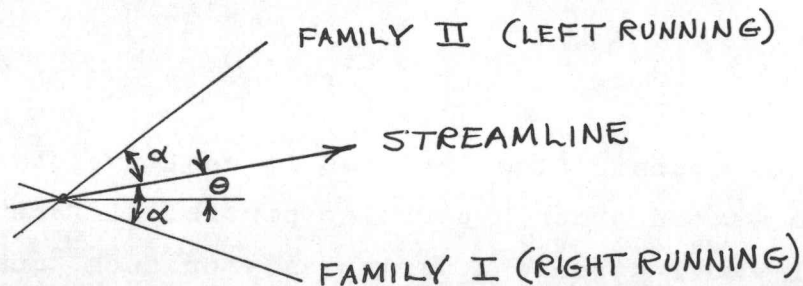 FAMILY II (LEFT RUNNING)
α
STREAMLINE
θ
α
FAMILY I (RIGHT RUNNING)